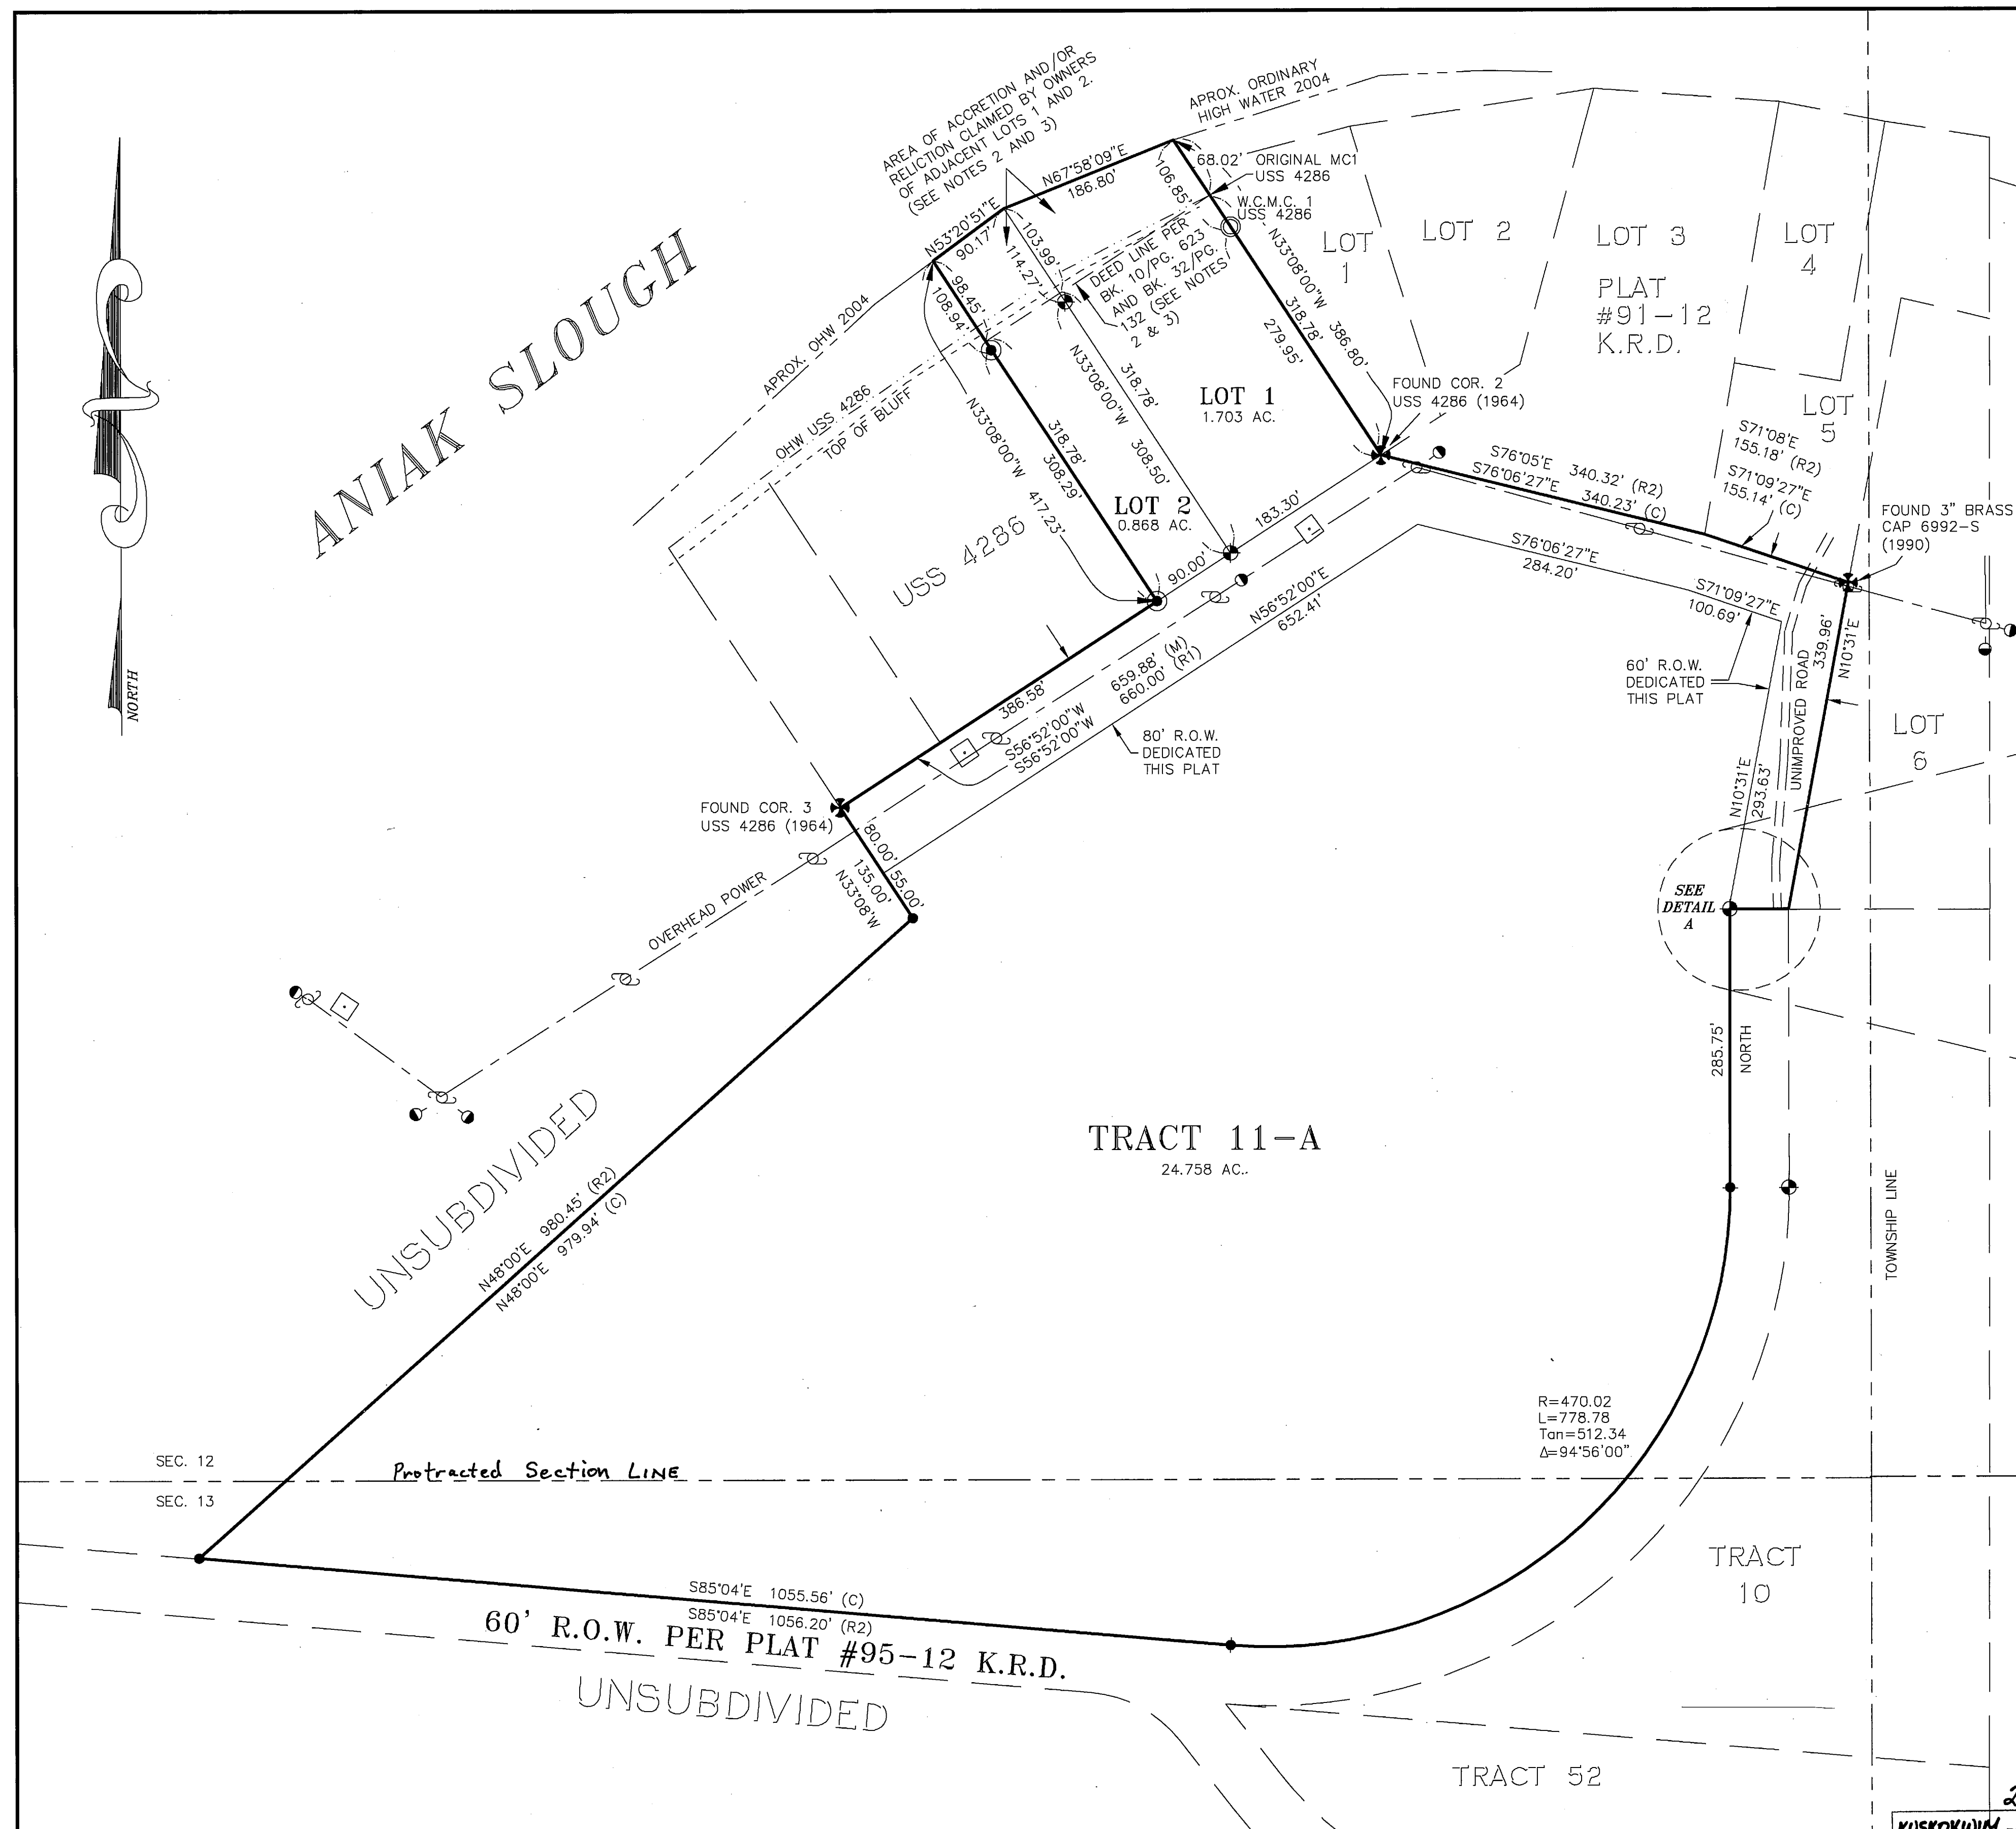 AREA OF ACCRETION AND/OR
RELICTION CLAIMED BY OWNERS
OF ADJACENT LOTS 1 AND 2.
(SEE NOTES 2 AND 3)
APROX. ORDINARY
HIGH WATER 2004
N67°58'09"E
186.80'
68.02' ORIGINAL MC1
USS 4286
106.85'
W.C.M.C. 1
USS 4286
N53°20'51"E
90.17'
103.99'
114.27'
98.45'
108.94'
DEED LINE PER
BK. 10/PG. 623
AND BK. 32/PG.
132 (SEE NOTES
2 & 3)
N33°08'00"W 386.80'
318.78'
279.95'
LOT
1
LOT 2
LOT 3
LOT
4
PLAT
#91-12
K.R.D.
LOT
5
ANIAK SLOUGH
APROX. OHW 2004
OHW USS 4286
TOP OF BLUFF
NORTH
318.78'
N33°08'00"W 308.50'
LOT 1
1.703 AC.
FOUND COR. 2
USS 4286 (1964)
318.78'
308.29'
N33°08'00"W 417.23'
LOT 2
0.868 AC.
USS 4286
183.30'
90.00'
S76°05'E 340.32' (R2)
S76°06'27"E 340.23' (C)
S71°08'E
155.18' (R2)
S71°09'27"E
155.14' (C)
FOUND 3" BRASS
CAP 6992-S
(1990)
S76°06'27"E
284.20'
S71°09'27"E
100.69'
N56°52'00"E
652.41'
386.58'
659.88' (M)
660.00' (R1)
S56°52'00"W
S56°52'00"W
80' R.O.W.
DEDICATED
THIS PLAT
60' R.O.W.
DEDICATED
THIS PLAT
UNIMPROVED ROAD
339.96'
N10°31'E
N10°31'E
293.63'
LOT
6
FOUND COR. 3
USS 4286 (1964)
80.00'
55.00'
135.00'
N33°08'W
OVERHEAD POWER
SEE
DETAIL
A
285.75'
NORTH
TRACT 11-A
24.758 AC..
TOWNSHIP LINE
UNSUBDIVIDED
N48°00'E 980.45' (R2)
N48°00'E 979.94' (C)
R=470.02
L=778.78
Tan=512.34
Δ=94°56'00"
SEC. 12
Protracted Section LINE
SEC. 13
S85°04'E 1055.56' (C)
S85°04'E 1056.20' (R2)
60' R.O.W. PER PLAT #95-12 K.R.D.
UNSUBDIVIDED
TRACT
10
TRACT 52
2
KUSKOKWIM